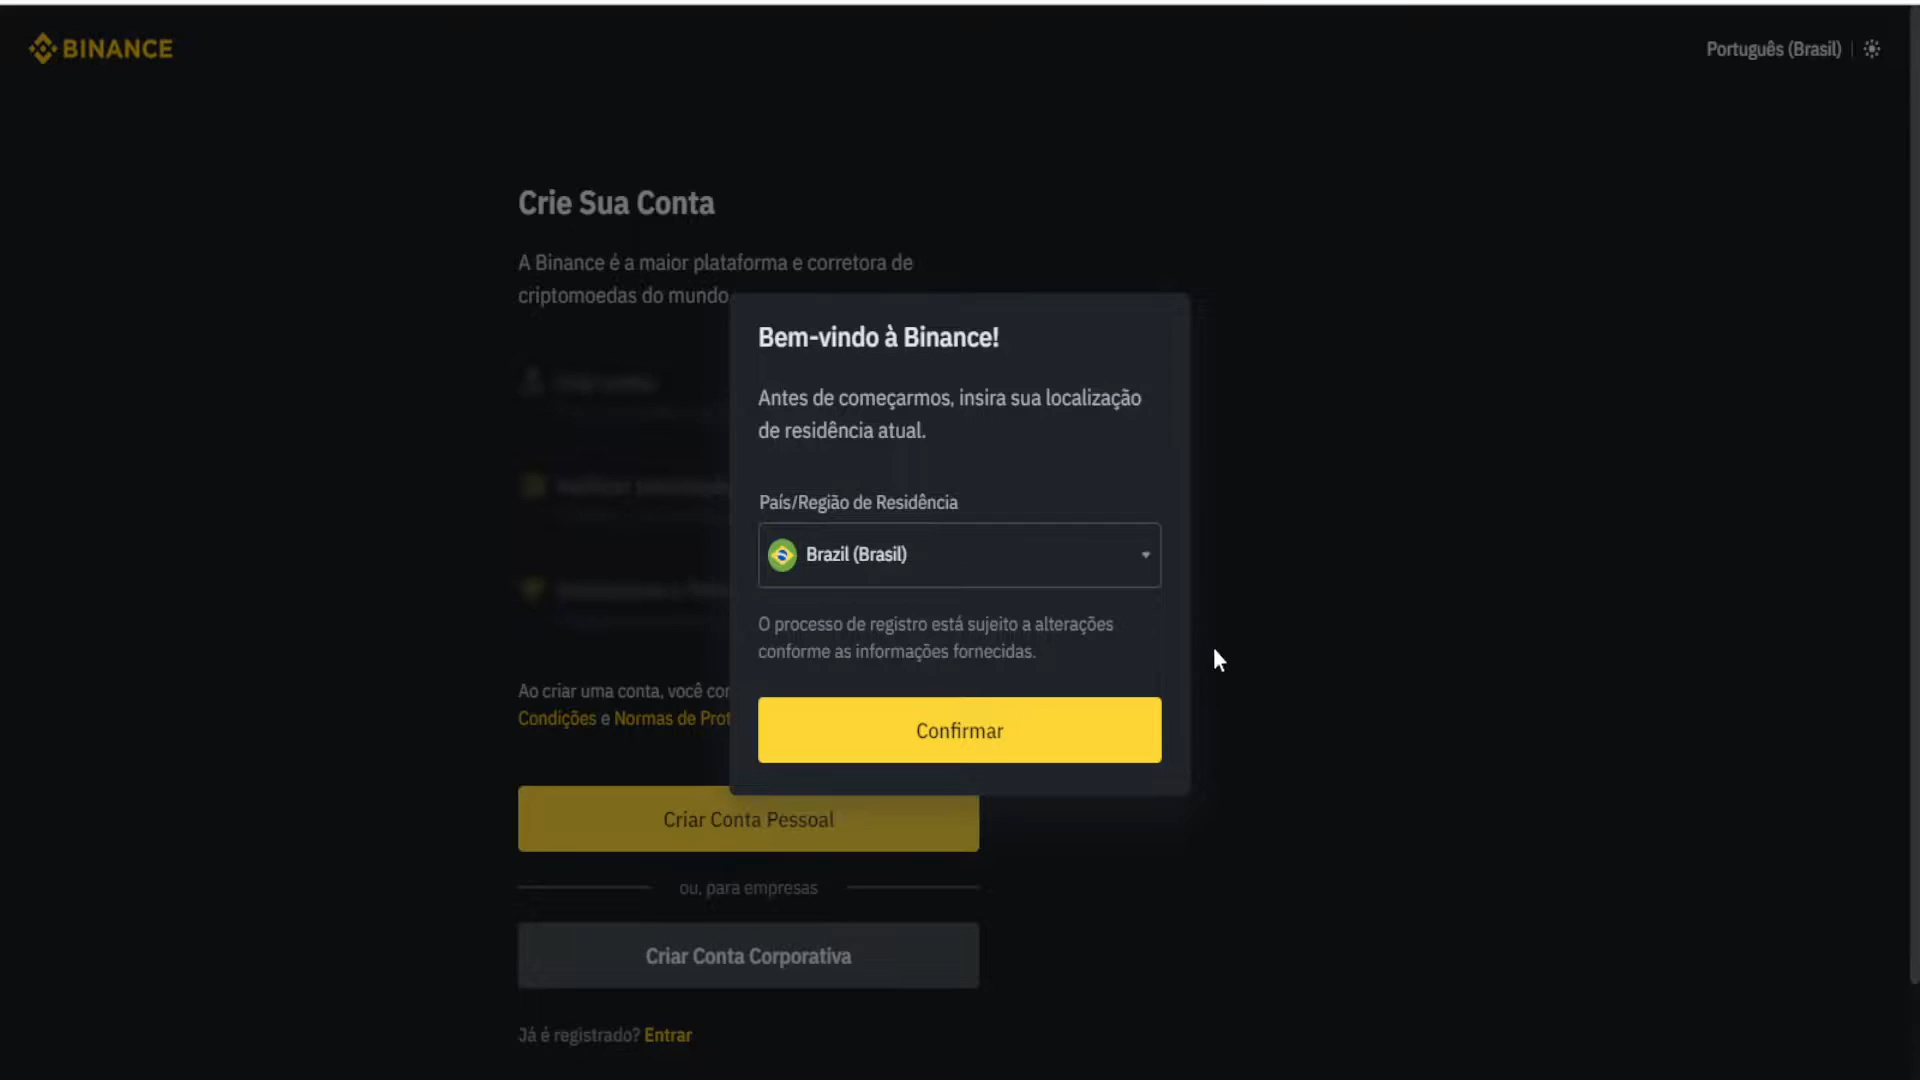 BINANCE
Português (Brasil)
Crie Sua Conta
A Binance é a maior plataforma e corretora de
criptomoedas do mundo
Bem-vindo à Binance!
Antes de começarmos, insira sua localização
de residência atual.
País/Região de Residência
Brazil (Brasil)
O processo de registro está sujeito a alterações
conforme as informações fornecidas.
Confirmar
Ao criar uma conta, você
Condições e Normas de
Criar Conta Pessoal
ou, para empresas
Criar Conta Corporativa
Já é registrado? Entrar